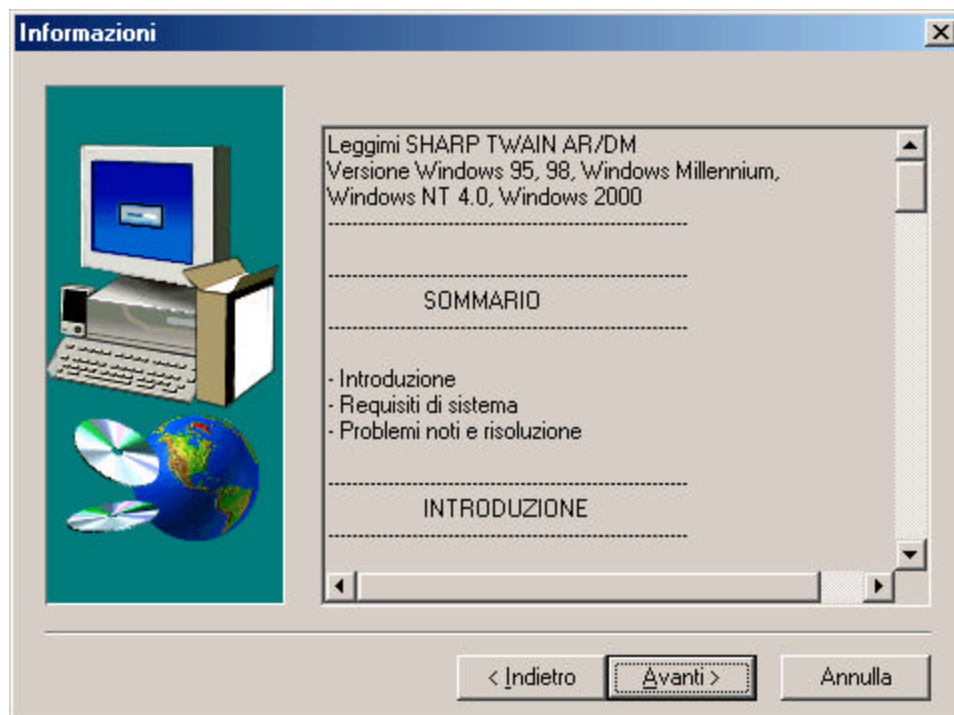 Informazioni
Leggimi SHARP TWAIN AR/DM
Versione Windows 95, 98, Windows Millennium,
Windows NT 4.0, Windows 2000
--------------------------------------------------------------
--------------------------------------------------------------
SOMMARIO
--------------------------------------------------------------
- Introduzione
- Requisiti di sistema
- Problemi noti e risoluzione
--------------------------------------------------------------
INTRODUZIONE
--------------------------------------------------------------
< Indietro
Avanti >
Annulla